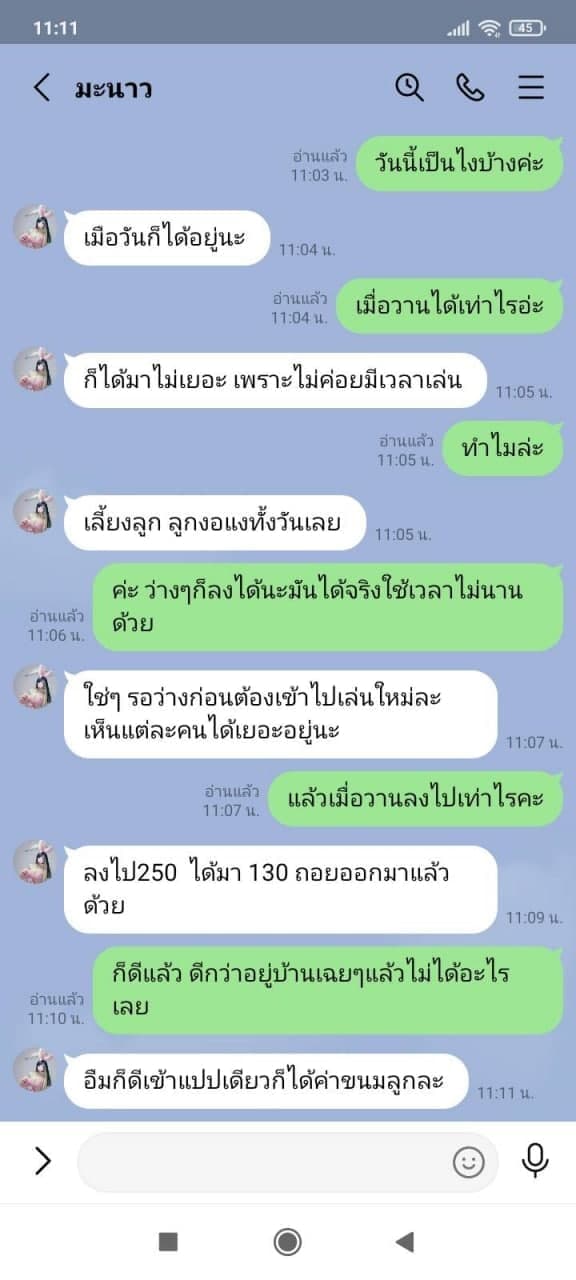 11:11
45
มะนาว
วันนี้เป็นไงบ้างค่ะ
อ่านแล้ว
11:03 น.
เมือวันก็ได้อยู่นะ
11:04 น.
เมื่อวานได้เท่าไรอ่ะ
อ่านแล้ว
11:04 น.
ก็ได้มาไม่เยอะ เพราะไม่ค่อยมีเวลาเล่น
11:05 น.
ทำไมล่ะ
อ่านแล้ว
11:05 น.
เลี้ยงลูก ลูกงอแงทั้งวันเลย
11:05 น.
ค่ะ ว่างๆก็ลงได้นะมันได้จริงใช้เวลาไม่นาน
ด้วย
อ่านแล้ว
11:06 น.
ใช่ๆ รอว่างก่อนต้องเข้าไปเล่นใหม่ละ
เห็นแต่ละคนได้เยอะอยู่นะ
11:07 น.
แล้วเมื่อวานลงไปเท่าไรคะ
อ่านแล้ว
11:07 น.
ลงไป250 ได้มา 130 ถอยออกมาแล้ว
ด้วย
11:09 น.
ก็ดีแล้ว ดีกว่าอยู่บ้านเฉยๆแล้วไม่ได้อะไร
เลย
อ่านแล้ว
11:10 น.
อืมก็ดีเข้าแปปเดียวก็ได้ค่าขนมลูกละ
11:11 น.